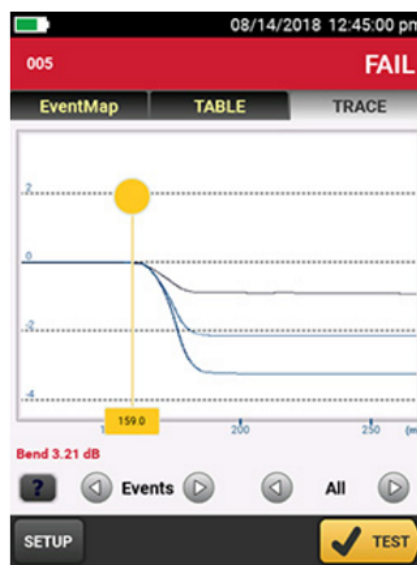 08/14/2018 12:45:00 pm
005 FAIL
EventMap TABLE TRACE
2
0
-2
-4
159.0 200 250 (m
Bend 3.21 dB
? Events All
SETUP TEST